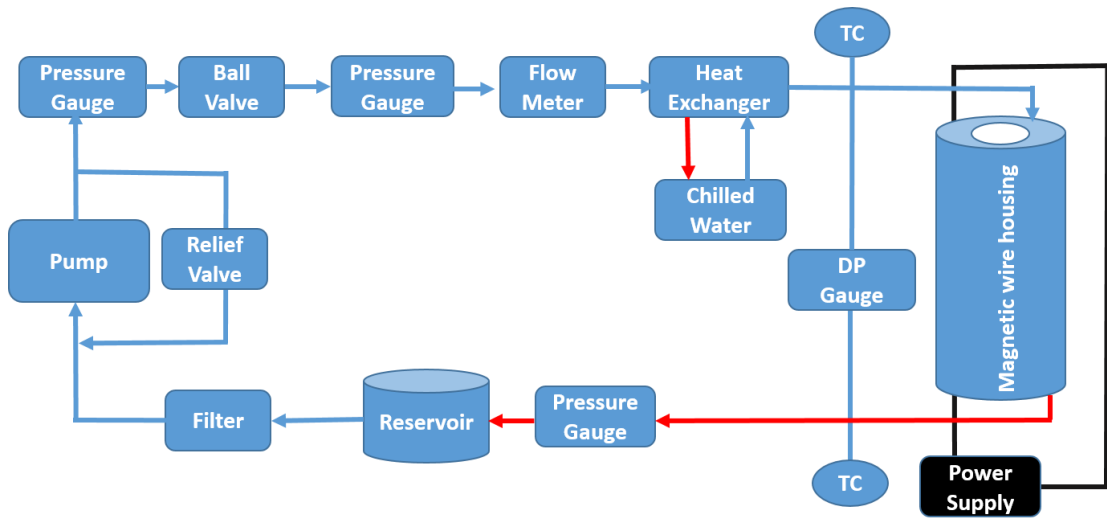 TC
Pressure
Gauge
Ball
Valve
Pressure
Gauge
Flow
Meter
Heat
Exchanger
Chilled
Water
Magnetic wire housing
Pump
Relief
Valve
DP
Gauge
Filter
Reservoir
Pressure
Gauge
TC
Power
Supply